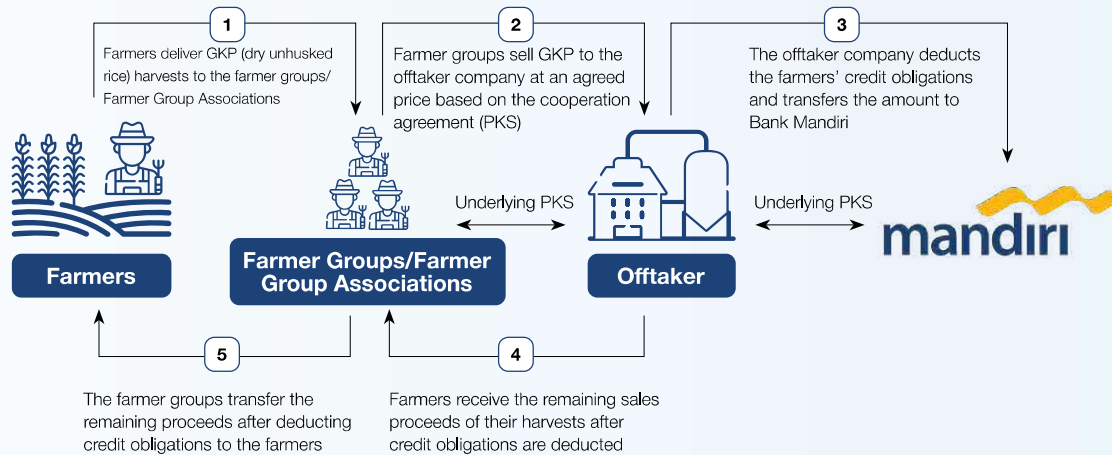 1
Farmers deliver GKP (dry unhusked
rice) harvests to the farmer groups/
Farmer Group Associations
2
Farmer groups sell GKP to the
offtaker company at an agreed
price based on the cooperation
agreement (PKS)
3
The offtaker company deducts
the farmers' credit obligations
and transfers the amount to
Bank Mandiri
Underlying PKS
Underlying PKS
mandırı
Farmers
Farmer Groups/Farmer
Group Associations
Offtaker
5
The farmer groups transfer the
remaining proceeds after deducting
credit obligations to the farmers
4
Farmers receive the remaining sales
proceeds of their harvests after
credit obligations are deducted